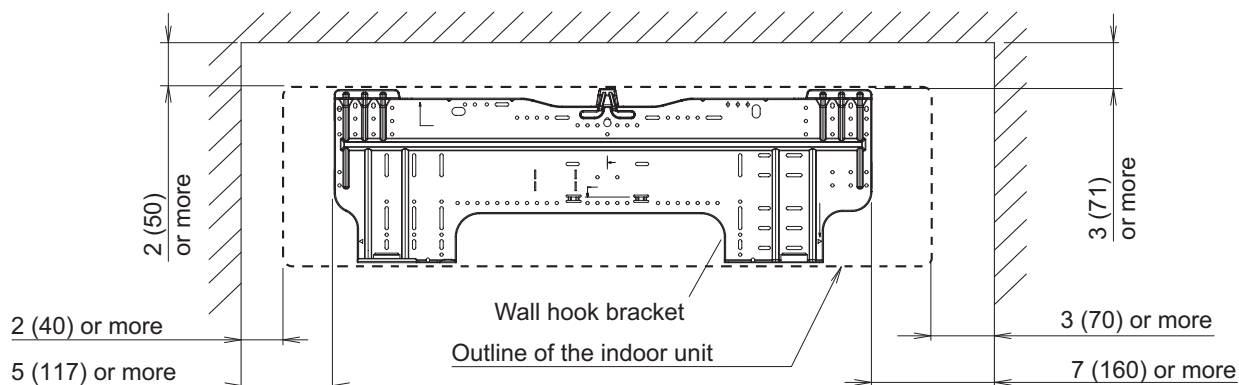 2 (50)
or more
3 (71)
or more
Wall hook bracket
Outline of the indoor unit
2 (40) or more
5 (117) or more
3 (70) or more
7 (160) or more